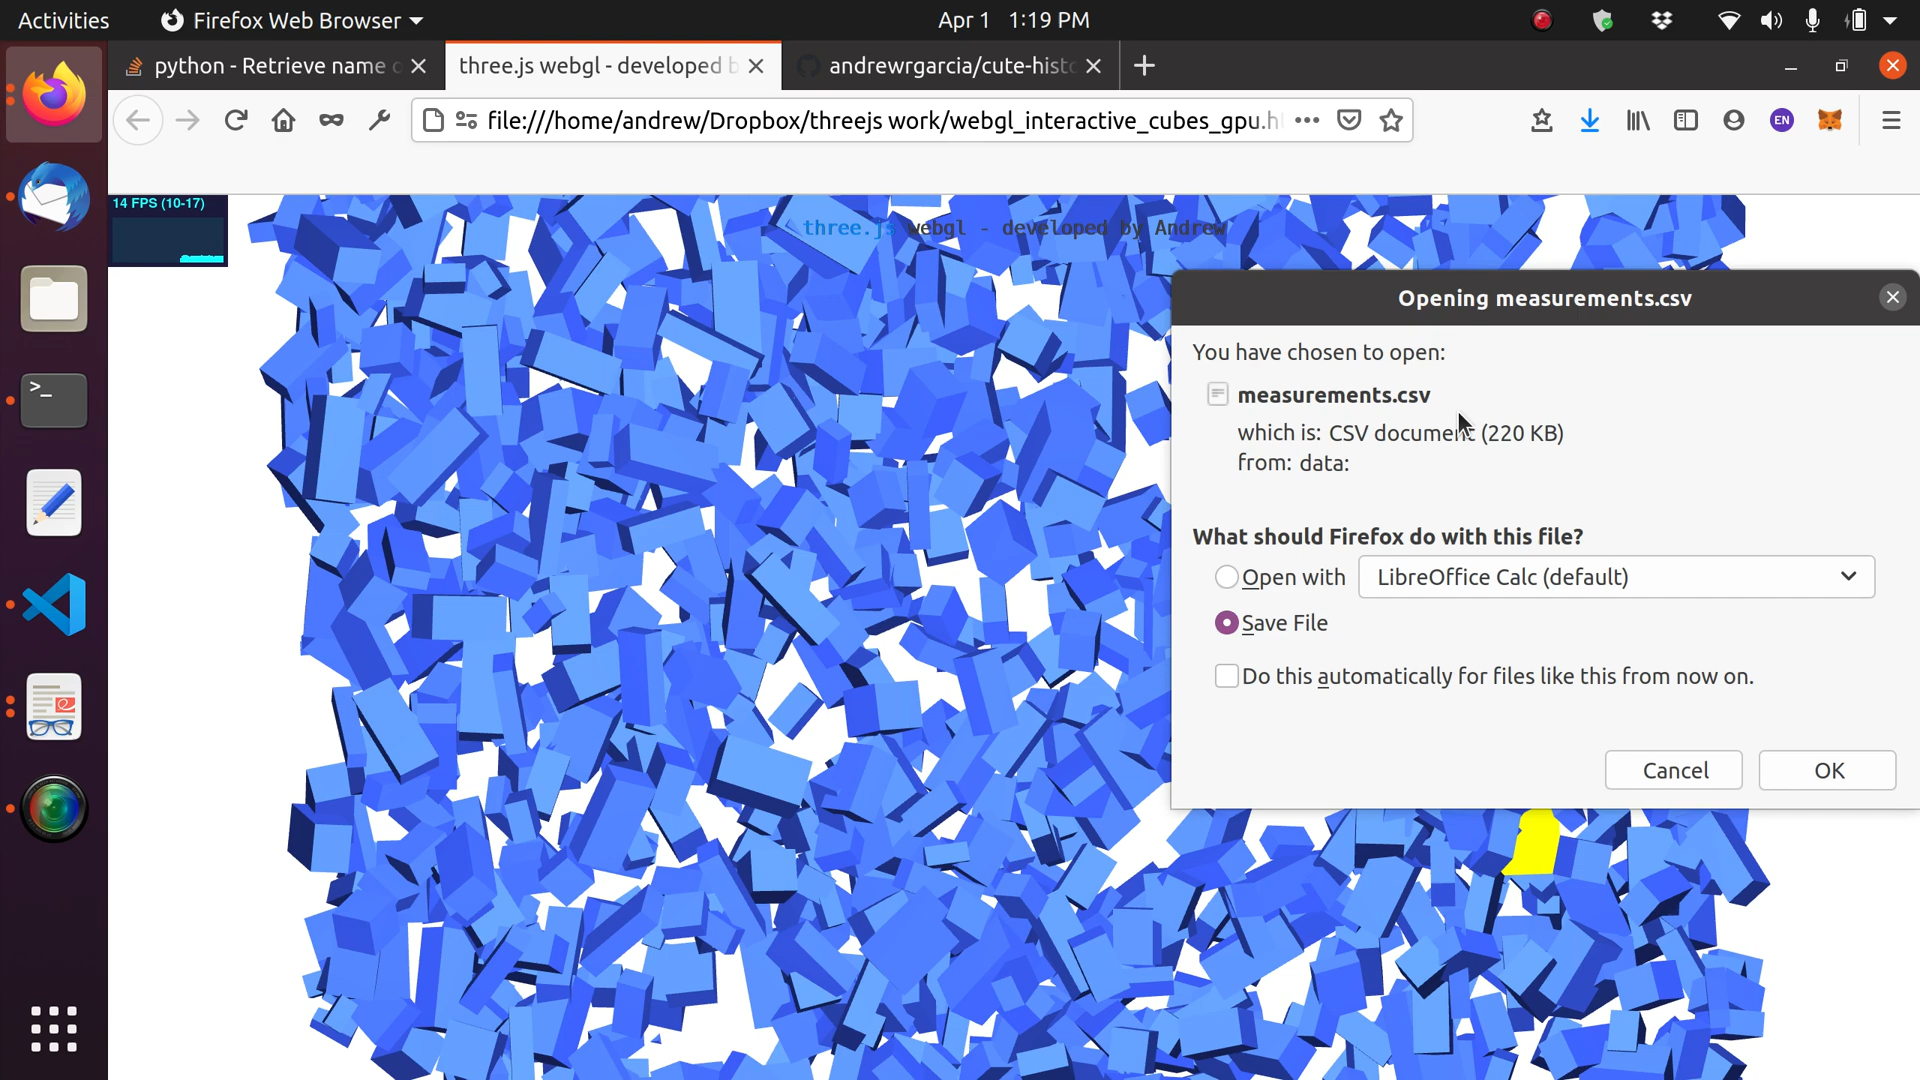 Activities
Firefox Web Browser
Apr 1 1:19 PM
python - Retrieve name
three.js webgl - developed b
andrewrgarcia/cute-hist
file:///home/andrew/Dropbox/threejs work/webgl_interactive_cubes_gpu.h
EN
14 FPS (10-17)
three.js webgl - developed by Andrew
Opening measurements.csv
You have chosen to open:
measurements.csv
which is: CSV document (220 KB)
from: data:
What should Firefox do with this file?
Open with
LibreOffice Calc (default)
Save File
Do this automatically for files like this from now on.
Cancel
OK
>_